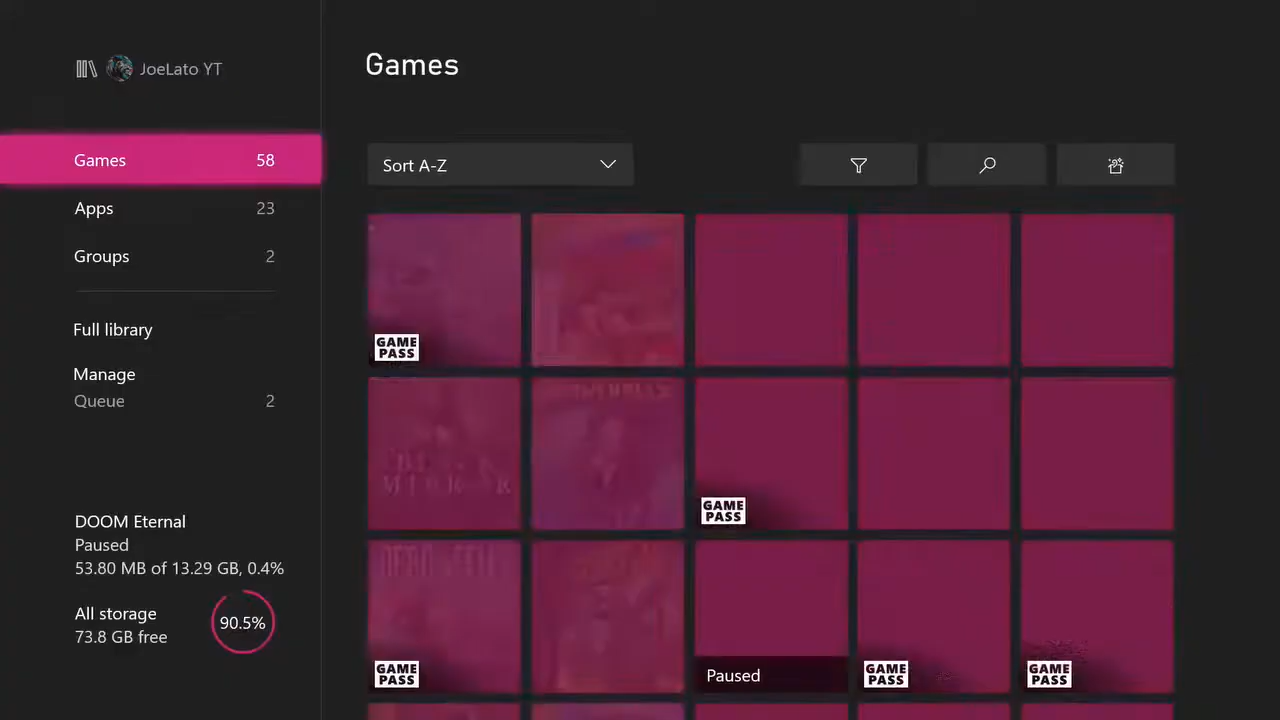 JoeLato YT
Games
Games 58
Apps 23
Groups 2
Full library
Manage
Queue 2
DOOM Eternal
Paused
53.80 MB of 13.29 GB, 0.4%
All storage
73.8 GB free
90.5%
Sort A-Z
GAME
PASS
GAME
PASS
GAME
PASS
Paused
GAME
PASS
GAME
PASS